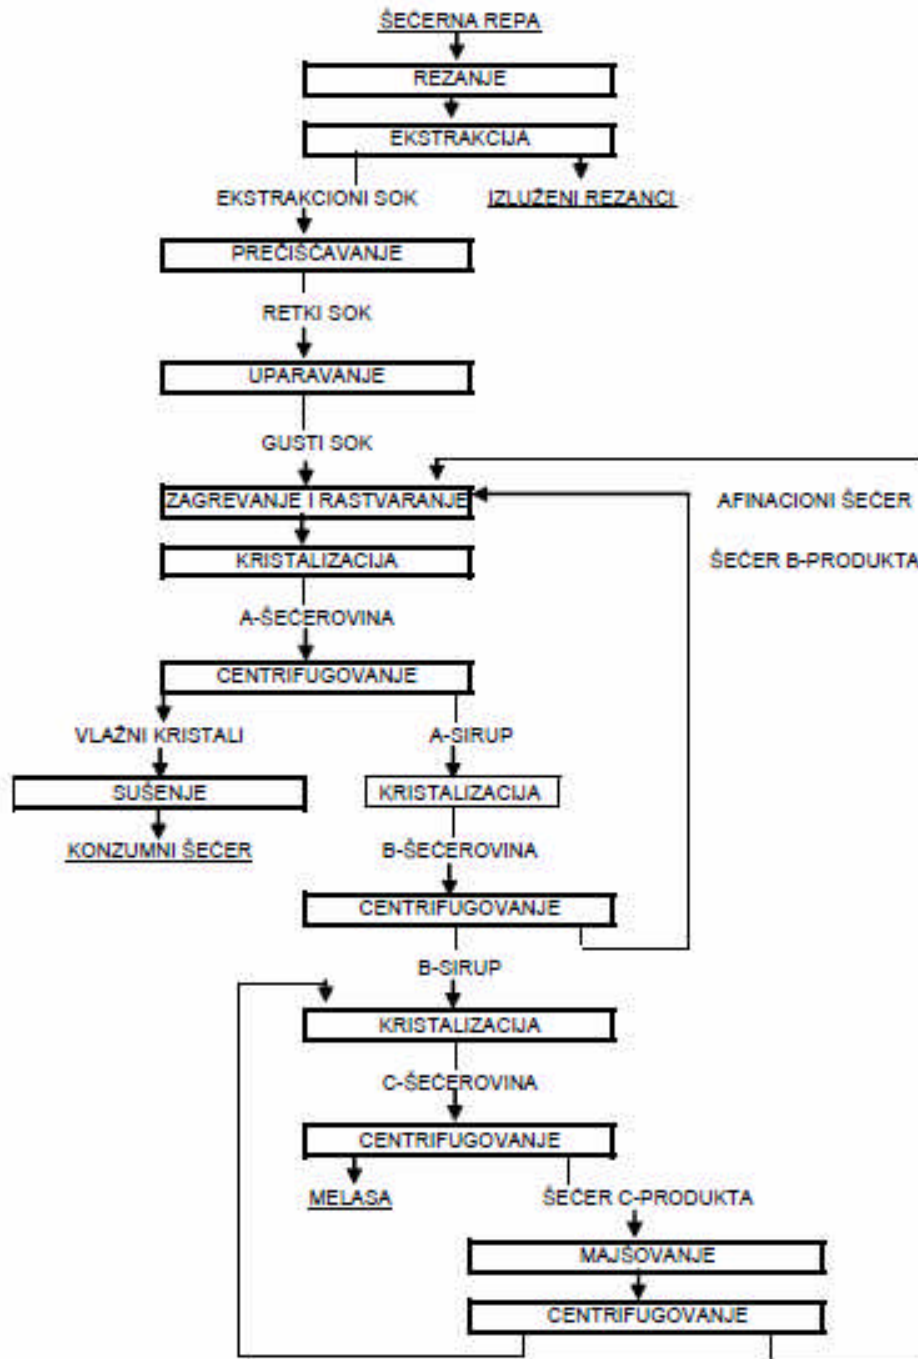 ŠEĆERNA REPA
REZANJE
EKSTRAKCIJA
EKSTRAKCIONI SOK
IZLUŽENI REZANCI
PREČIŠĆAVANJE
RETKI SOK
UPARAVANJE
GUSTI SOK
ZAGREVANJE I RASTVARANJE
AFINACIONI ŠEĆER
KRISTALIZACIJA
ŠEĆER B-PRODUKTA
A-ŠEĆEROVINA
CENTRIFUGOVANJE
VLAŽNI KRISTALI
A-SIRUP
SUŠENJE
KRISTALIZACIJA
KONZUMNI ŠEĆER
B-ŠEĆEROVINA
CENTRIFUGOVANJE
B-SIRUP
KRISTALIZACIJA
C-ŠEĆEROVINA
CENTRIFUGOVANJE
MELASA
ŠEĆER C-PRODUKTA
MAJŠOVANJE
CENTRIFUGOVANJE